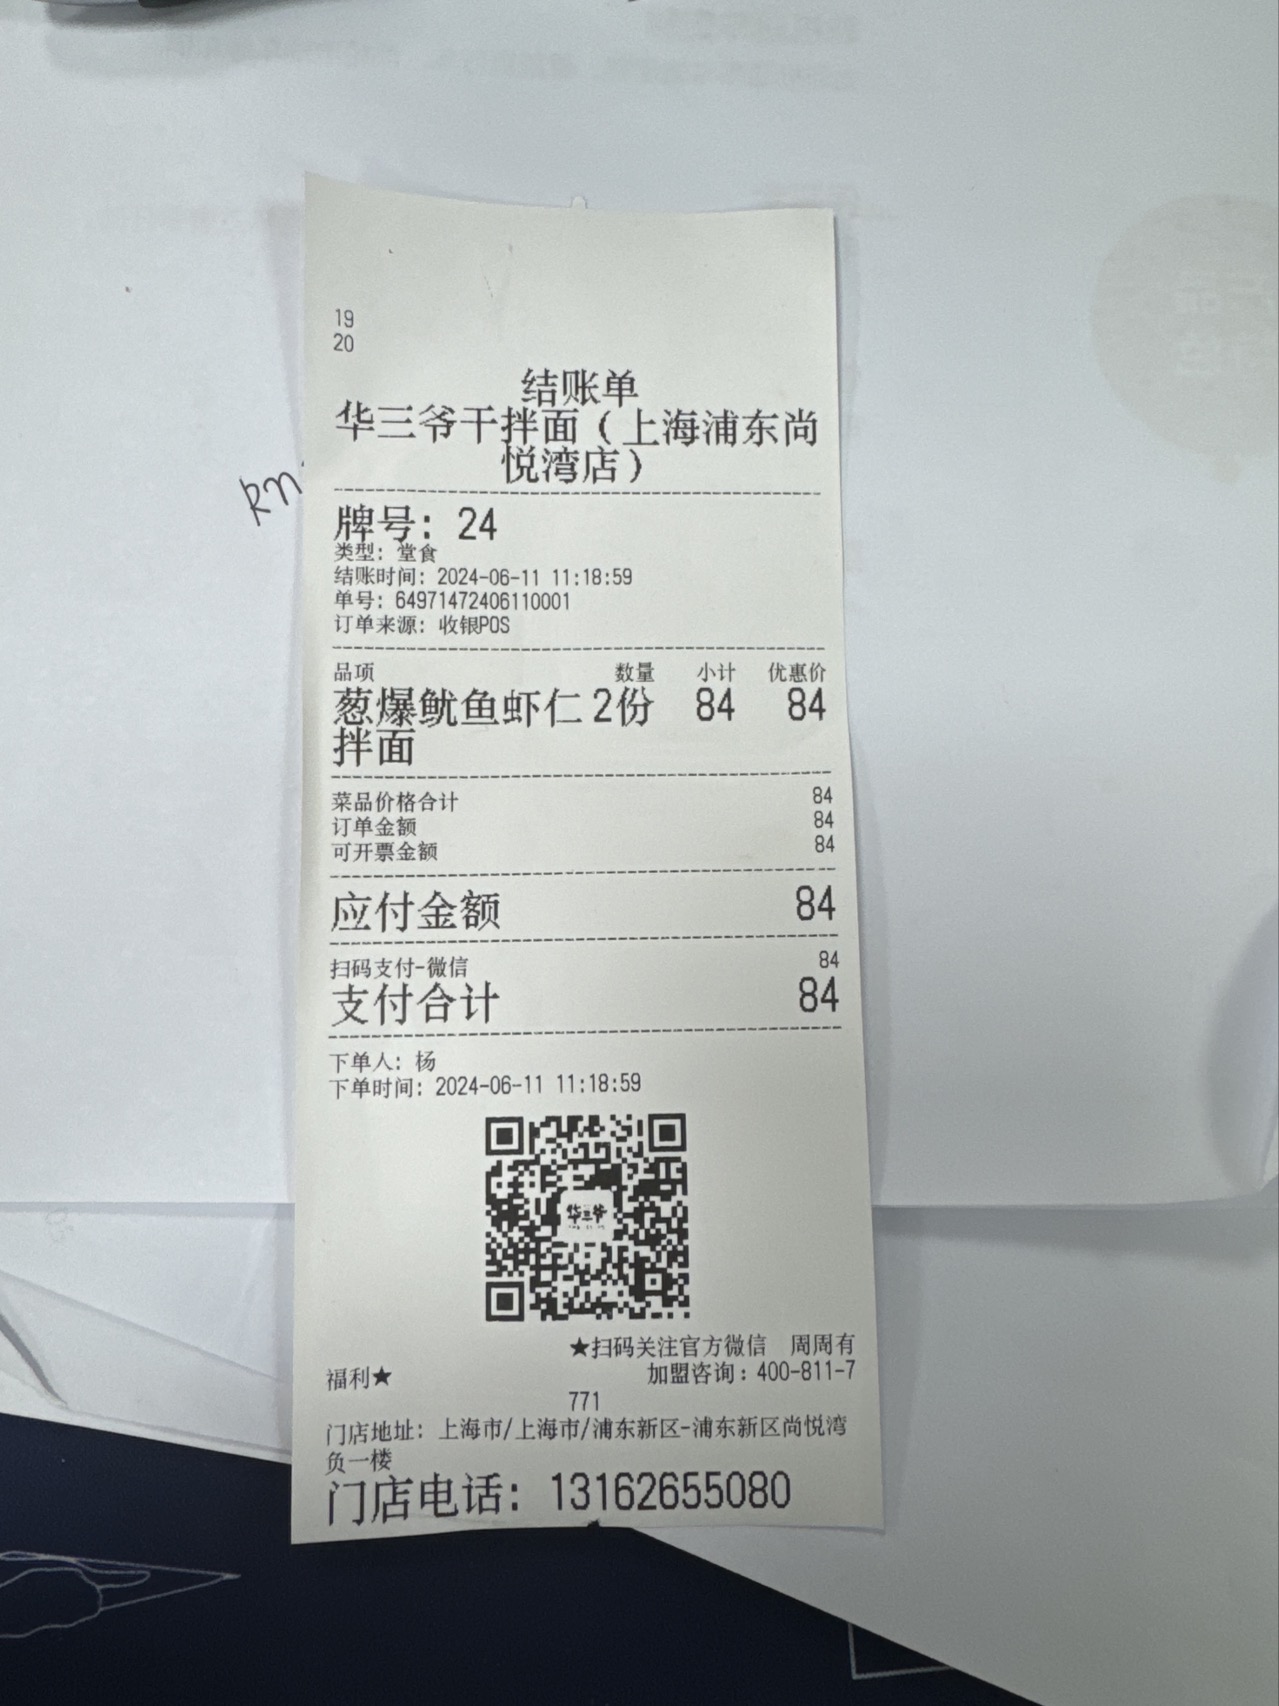 19
20
结账单
华三爷干拌面（上海浦东尚
悦湾店）
牌号：24
类型：堂食
结账时间：2024-06-11 11:18:59
单号：64971472406110001
订单来源：收银POS
品项 数量 小计 优惠价
葱爆鱿鱼虾仁 2份 84 84
拌面
菜品价格合计 84
订单金额 84
可开票金额 84
应付金额 84
扫码支付-微信 84
支付合计 84
下单人：杨
下单时间：2024-06-11 11:18:59
华三爷
★扫码关注官方微信 周周有
福利★ 加盟咨询：400-811-7
771
门店地址：上海市/上海市/浦东新区-浦东新区尚悦湾
负一楼
门店电话：13162655080